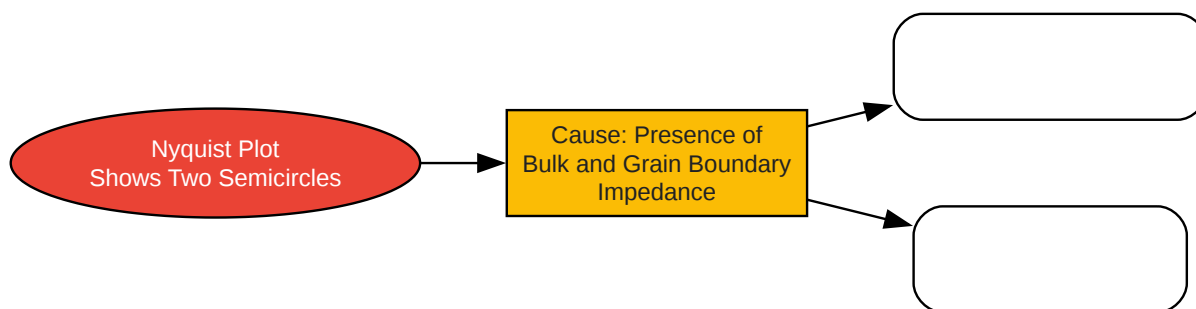 Nyquist Plot
Shows Two Semicircles
Cause: Presence of
Bulk and Grain Boundary
Impedance